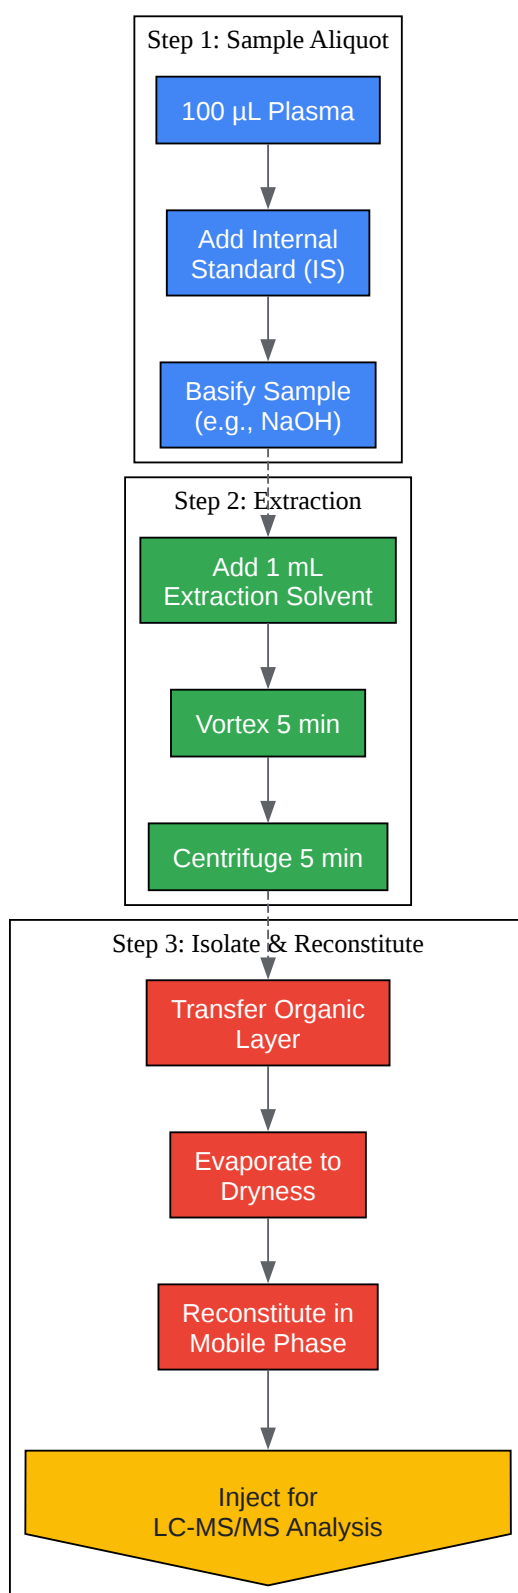 Step 1: Sample Aliquot
100 µL Plasma
Add Internal
Standard (IS)
Basify Sample
(e.g., NaOH)
Step 2: Extraction
Add 1 mL
Extraction Solvent
Vortex 5 min
Centrifuge 5 min
Step 3: Isolate & Reconstitute
Transfer Organic
Layer
Evaporate to
Dryness
Reconstitute in
Mobile Phase
Inject for
LC-MS/MS Analysis